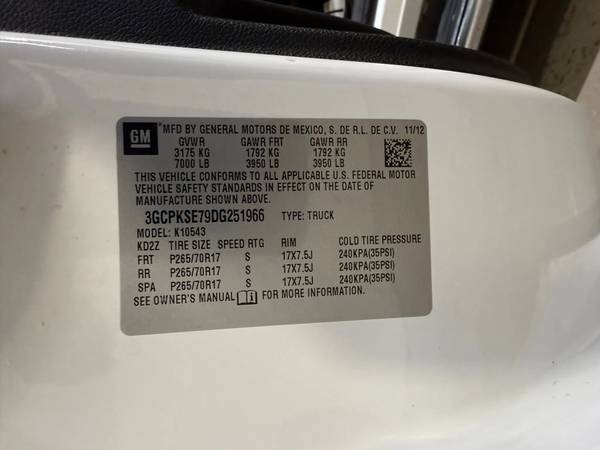 GM
MFD BY GENERAL MOTORS DE MEXICO, S. DE R.L. DE C.V. 11/12
GVWR GAWR FRT GAWR RR
3175 KG 1792 KG 1792 KG
7000 LB 3950 LB 3950 LB
THIS VEHICLE CONFORMS TO ALL APPLICABLE U.S. FEDERAL MOTOR
VEHICLE SAFETY STANDARDS IN EFFECT ON THE DATE OF
MANUFACTURE SHOWN ABOVE.
3GCPKSE79DG251966 TYPE: TRUCK
MODEL: K10543
KD2Z TIRE SIZE SPEED RTG RIM COLD TIRE PRESSURE
FRT P265/70R17 S 17X7.5J 240KPA(35PSI)
RR P265/70R17 S 17X7.5J 240KPA(35PSI)
SPA P265/70R17 S 17X7.5J 240KPA(35PSI)
SEE OWNER'S MANUAL FOR MORE INFORMATION.